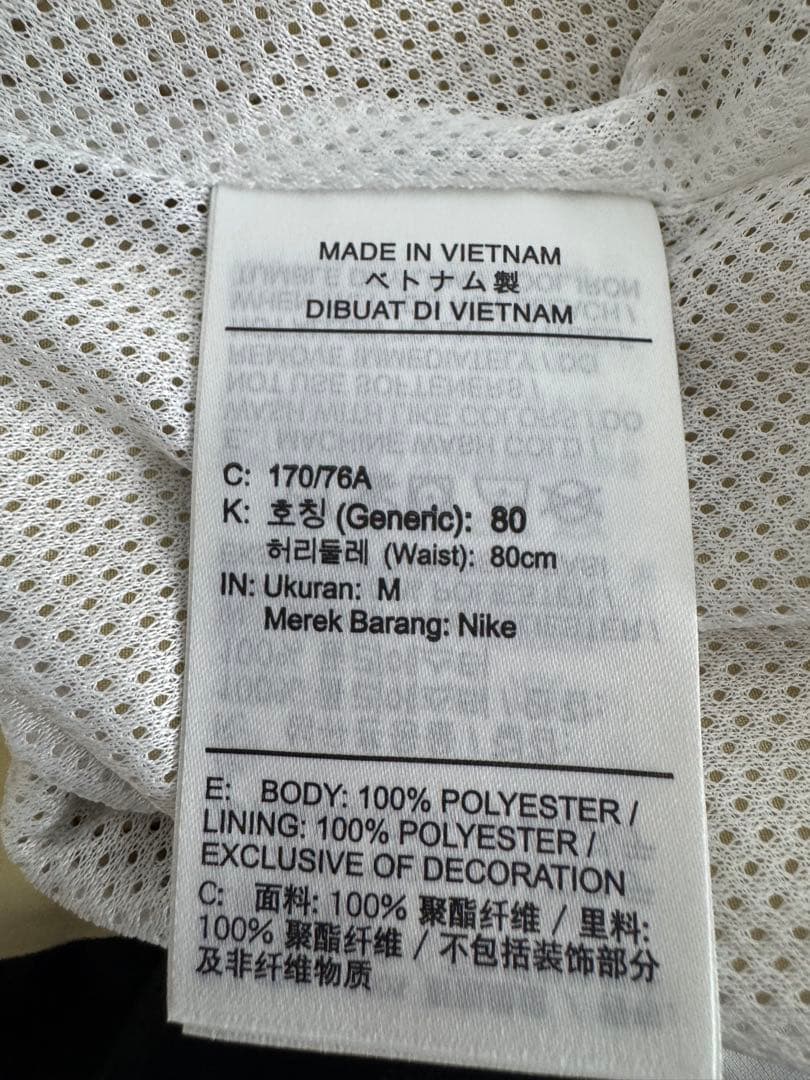 MADE IN VIETNAM
ベトナム製
DIBUAT DI VIETNAM
C: 170/76A
K: 호칭 (Generic): 80
허리둘레 (Waist): 80cm
IN: Ukuran: M
Merek Barang: Nike
E: BODY: 100% POLYESTER /
LINING: 100% POLYESTER /
EXCLUSIVE OF DECORATION
C: 面料: 100% 聚酯纤维 / 里料:
100% 聚酯纤维 / 不包括装饰部分
及非纤维物质